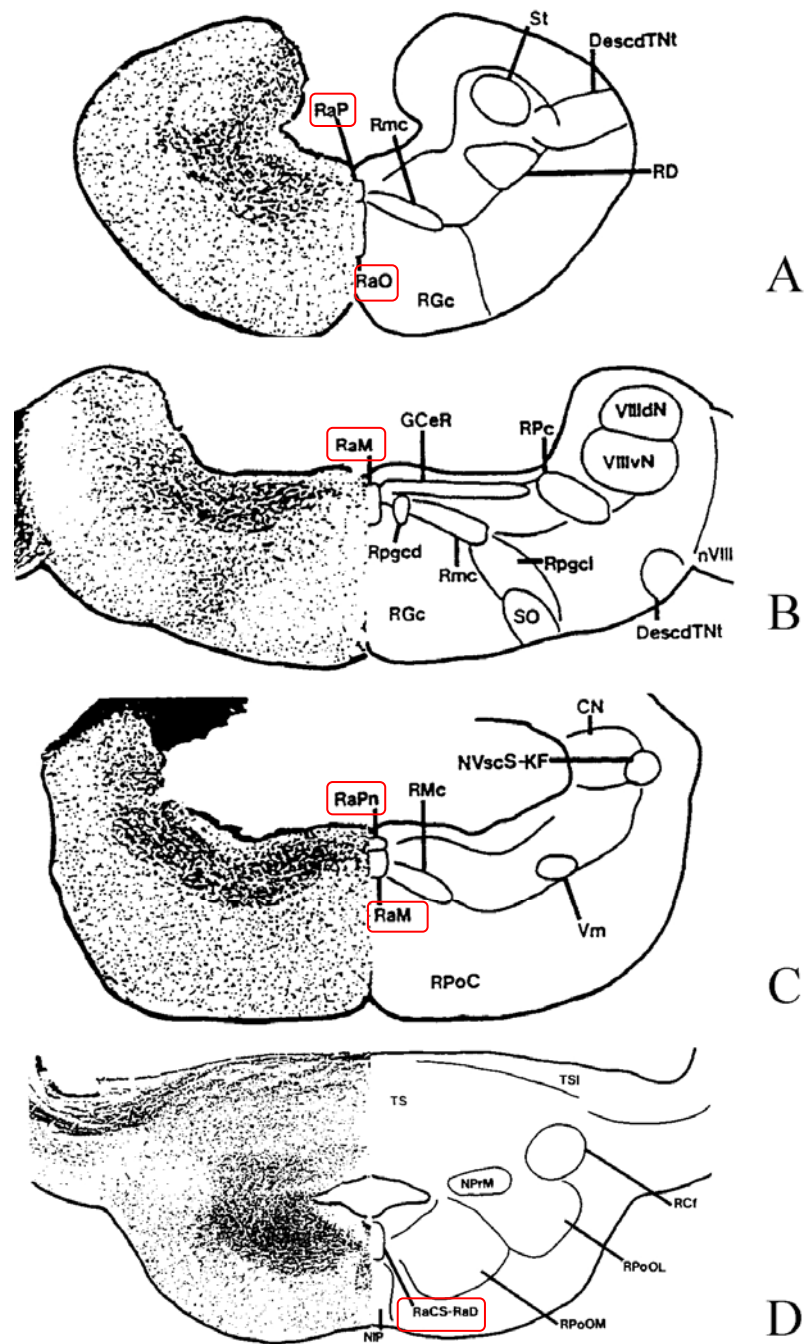 St
DescdTNt
RaP
Rmc
RD
RaO
RGc
A
VIIIdN
GCeR
RaM
RPc
VIIIvN
Rpgcd
Rmc
Rpgcl
nVIII
RGc
SO
DescdTNt
B
CN
NVscS-KF
RaPn
RMc
RaM
Vm
RPoC
C
TSl
TS
NPrM
RCf
RPoOL
RaCS-RaD
RPoOM
NIP
D